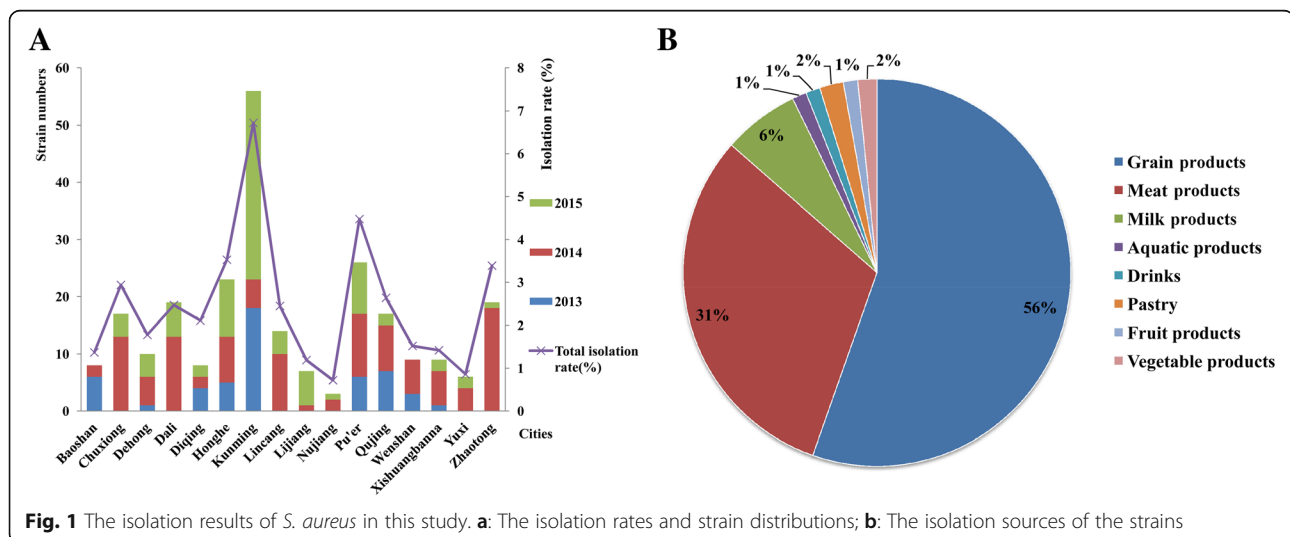 A
Strain numbers
60
50
40
30
20
10
0
8
7
6
5
4
3
2
1
0
Isolation rate (%)
2015
2014
2013
Total isolation
rate(%)
Cities
Baoshan
Chuxiong
Dehong
Dali
Diqing
Honghe
Kunming
Lincang
Lijiang
Nujiang
Pu'er
Qujing
Wenshan
Xishuangbanna
Yuxi
Zhaotong
B
1%
1%
2%
1%
2%
6%
31%
56%
Grain products
Meat products
Milk products
Aquatic products
Drinks
Pastry
Fruit products
Vegetable products
Fig. 1 The isolation results of S. aureus in this study. a: The isolation rates and strain distributions; b: The isolation sources of the strains